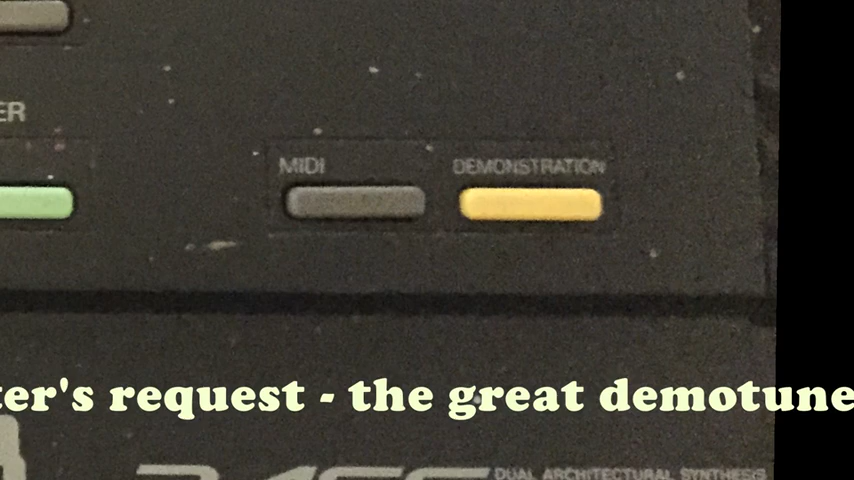 ER
MIDI
DEMONSTRATION
ter's request - the great demotune
DUAL ARCHITECTURAL SYNTHESIS